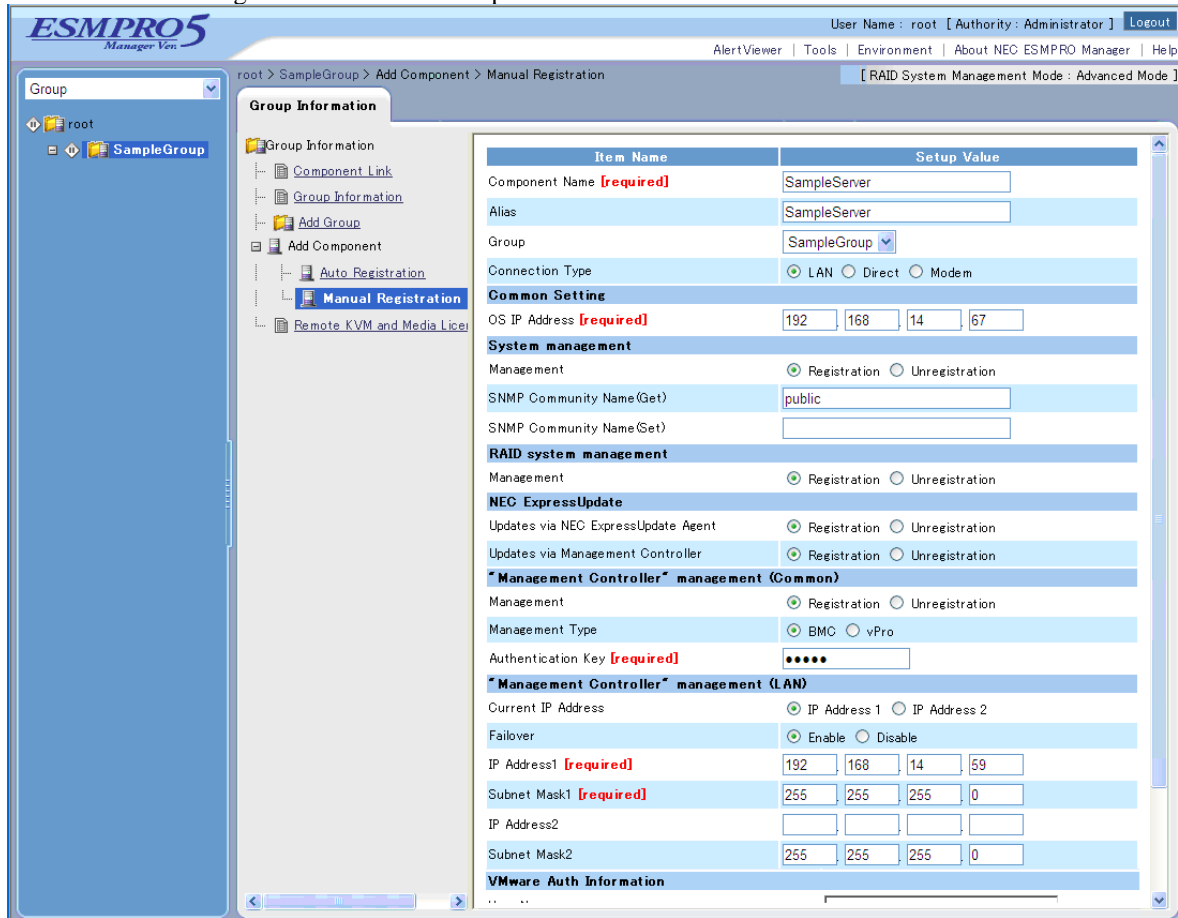 ESMPRO5
Manager Ver.
User Name : root [ Authority : Administrator ] Logout
AlertViewer | Tools | Environment | About NEC ESMPRO Manager | Help
root > SampleGroup > Add Component > Manual Registration
[ RAID System Management Mode : Advanced Mode ]
Group
root
SampleGroup
Group Information
Group Information
Component Link
Group Information
Add Group
Add Component
Auto Registration
Manual Registration
Remote KVM and Media Licen
Item Name Setup Value
Component Name [required] SampleServer
Alias SampleServer
Group SampleGroup
Connection Type LAN Direct Modem
Common Setting
OS IP Address [required] 192 . 168 . 14 . 67
System management
Management Registration Unregistration
SNMP Community Name(Get) public
SNMP Community Name(Set)
RAID system management
Management Registration Unregistration
NEC ExpressUpdate
Updates via NEC ExpressUpdate Agent Registration Unregistration
Updates via Management Controller Registration Unregistration
"Management Controller" management (Common)
Management Registration Unregistration
Management Type BMC vPro
Authentication Key [required] •••••
"Management Controller" management (LAN)
Current IP Address IP Address 1 IP Address 2
Failover Enable Disable
IP Address1 [required] 192 . 168 . 14 . 59
Subnet Mask1 [required] 255 . 255 . 255 . 0
IP Address2 . . .
Subnet Mask2 255 . 255 . 255 . 0
VMware Auth Information